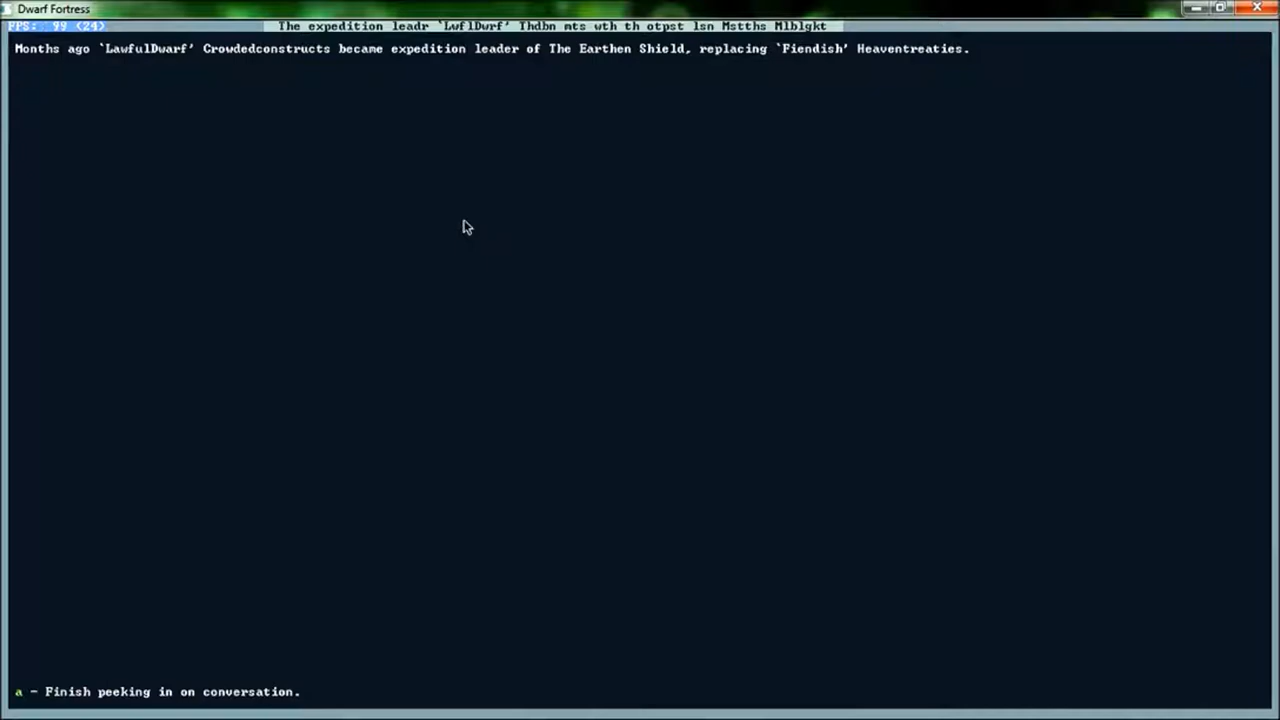 Dwarf Fortress
FPS: 99 (24)
The expedition leadr `LwflDwrf' Thdbn mts wth th otpst lsn Mstths Mlblgkt
Months ago `LawfulDwarf' Crowdedconstructs became expedition leader of The Earthen Shield, replacing `Fiendish' Heaventreaties.
a - Finish peeking in on conversation.